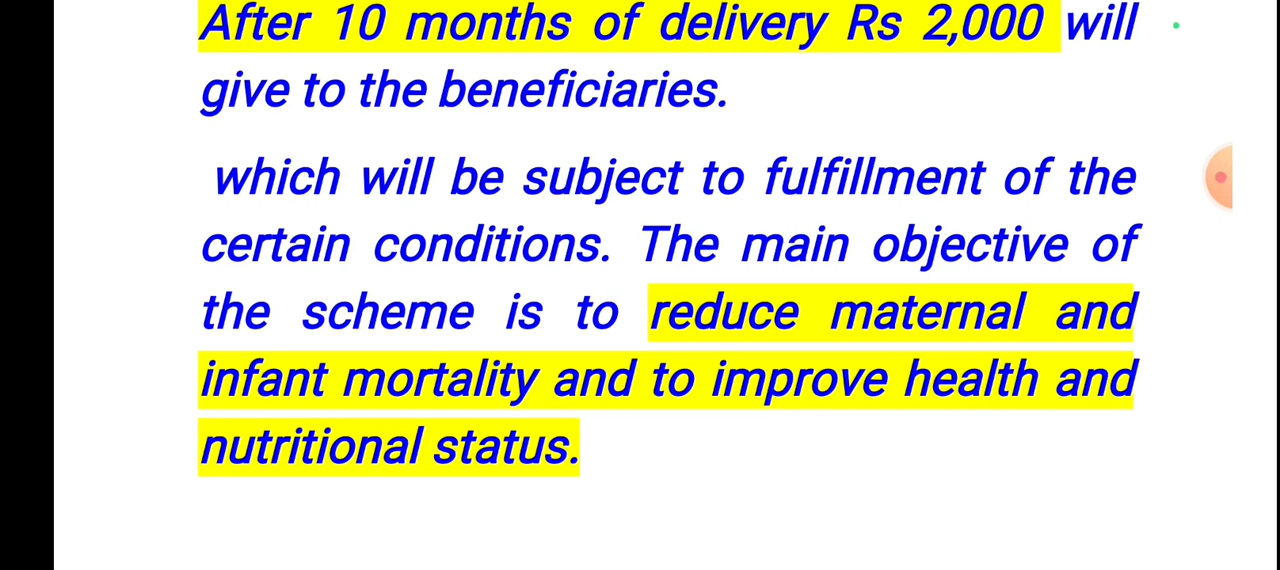 After 10 months of delivery Rs 2,000 will
give to the beneficiaries.
which will be subject to fulfillment of the
certain conditions. The main objective of
the scheme is to reduce maternal and
infant mortality and to improve health and
nutritional status.